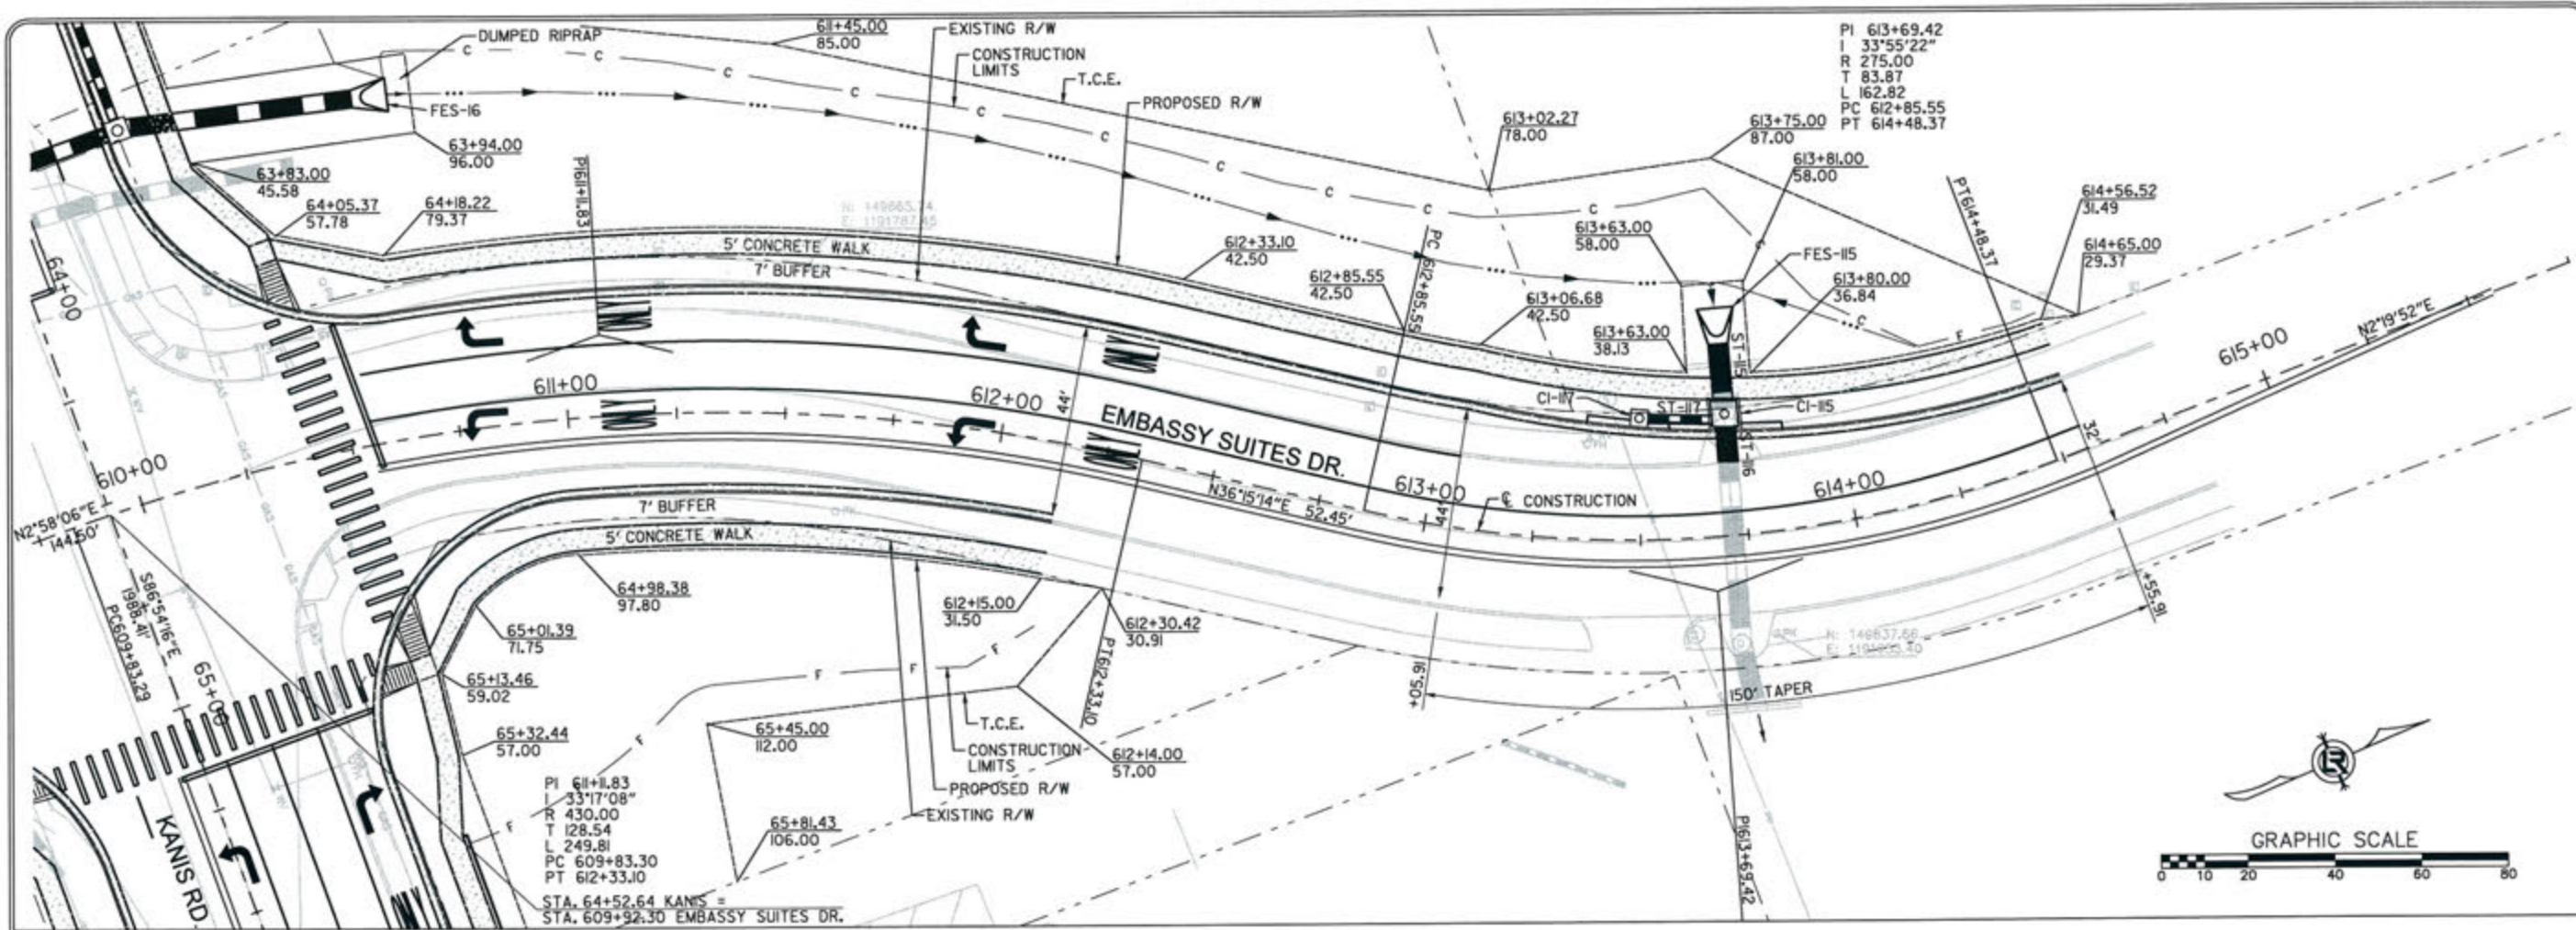 DUMPED RIPRAP
611+45.00
85.00
EXISTING R/W
CONSTRUCTION
LIMITS
T.C.E.
PROPOSED R/W
PI 613+69.42
I 33°55'22"
R 275.00
T 83.87
L 162.82
PC 612+85.55
PT 614+48.37
FES-16
63+94.00
96.00
63+83.00
45.58
64+05.37
57.78
64+18.22
79.37
PI611+11.83
N: 149665.74
E: 1191787.45
613+02.27
78.00
613+75.00
87.00
613+81.00
58.00
PT614+48.37
614+56.52
31.49
614+65.00
29.37
613+63.00
58.00
FES-115
613+80.00
36.84
5' CONCRETE WALK
7' BUFFER
612+33.10
42.50
612+85.55
42.50
PC 612+85.55
613+06.68
42.50
613+63.00
38.13
ST-115
64+00
611+00
612+00
44'
EMBASSY SUITES DR.
CI-117
ST-117
CI-115
ST-116
32'
615+00
N2°19'52"E
610+00
N2°58'06"E
144.50'
7' BUFFER
5' CONCRETE WALK
N36°15'14"E 52.45'
613+00
44'
℄ CONSTRUCTION
614+00
+55.91
S86°54'16"E
1988.41'
PC609+83.29
65+00
64+98.38
97.80
65+01.39
71.75
65+13.46
59.02
65+32.44
57.00
612+15.00
31.50
612+30.42
30.91
PT612+33.10
+05.91
N: 149837.66
150' TAPER
65+45.00
112.00
T.C.E.
CONSTRUCTION
LIMITS
PROPOSED R/W
EXISTING R/W
612+14.00
57.00
65+81.43
106.00
PI 611+11.83
I 33°17'08"
R 430.00
T 128.54
L 249.81
PC 609+83.30
PT 612+33.10
STA. 64+52.64 KANIS =
STA. 609+92.30 EMBASSY SUITES DR.
KANIS RD.
PI613+69.42
GRAPHIC SCALE
0 10 20 40 60 80